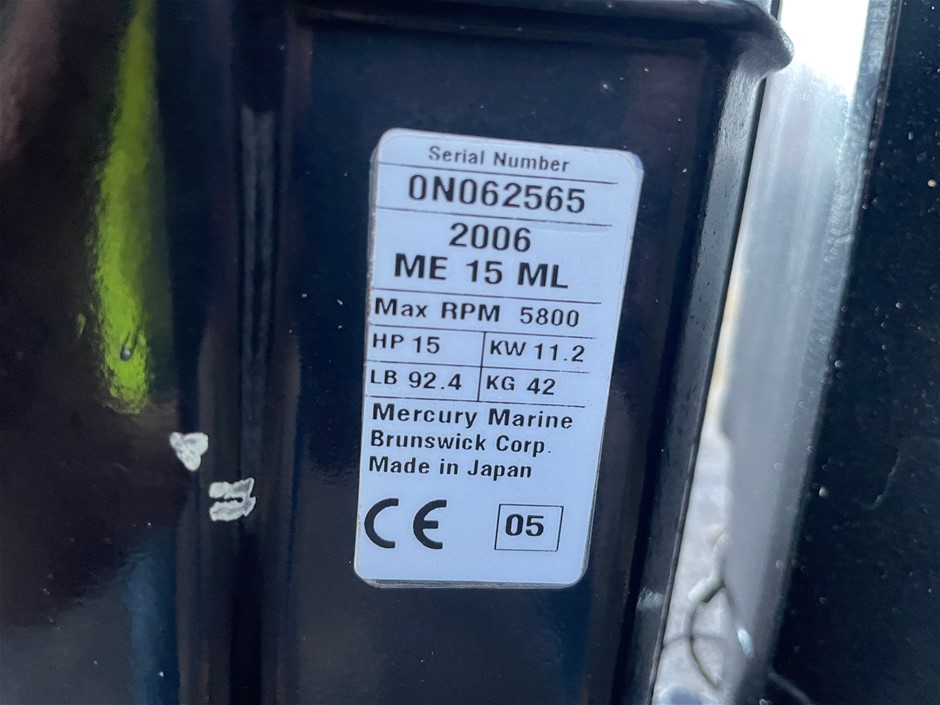 Serial Number
0N062565
2006
ME 15 ML
Max RPM 5800
HP 15 KW 11.2
LB 92.4 KG 42
Mercury Marine
Brunswick Corp.
Made in Japan
CE 05